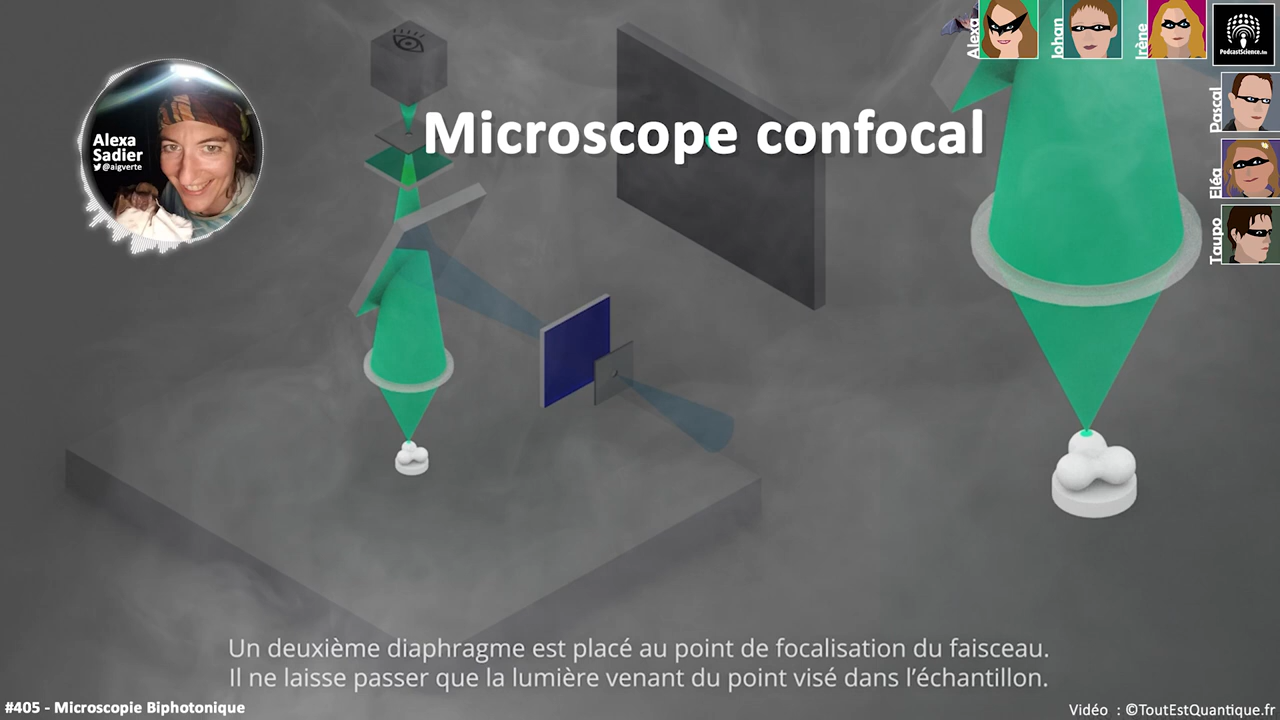 Alexa
Johan
Irène
PodcastScience.fm
Pascal
Eléa
Taupo
Alexa
Sadier
@aigverte
Microscope confocal
Un deuxième diaphragme est placé au point de focalisation du faisceau.
Il ne laisse passer que la lumière venant du point visé dans l’échantillon.
#405 - Microscopie Biphotonique
Vidéo : ©ToutEstQuantique.fr